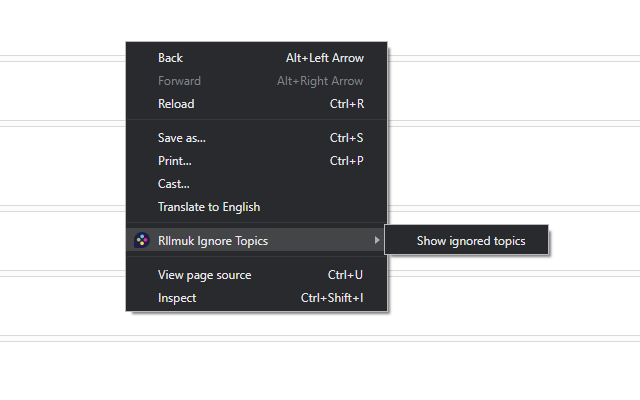 Back Alt+Left Arrow
Forward Alt+Right Arrow
Reload Ctrl+R
Save as... Ctrl+S
Print... Ctrl+P
Cast...
Translate to English
Rllmuk Ignore Topics Show ignored topics
View page source Ctrl+U
Inspect Ctrl+Shift+I